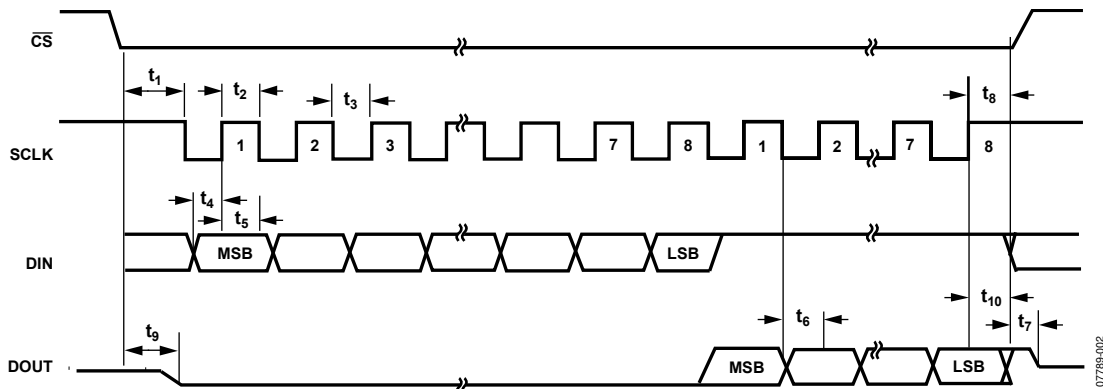 CS
t1
t2
t3
t8
SCLK
1
2
3
7
8
1
2
7
8
t4
t5
DIN
MSB
LSB
t10
t9
t6
t7
DOUT
MSB
LSB
07789-002